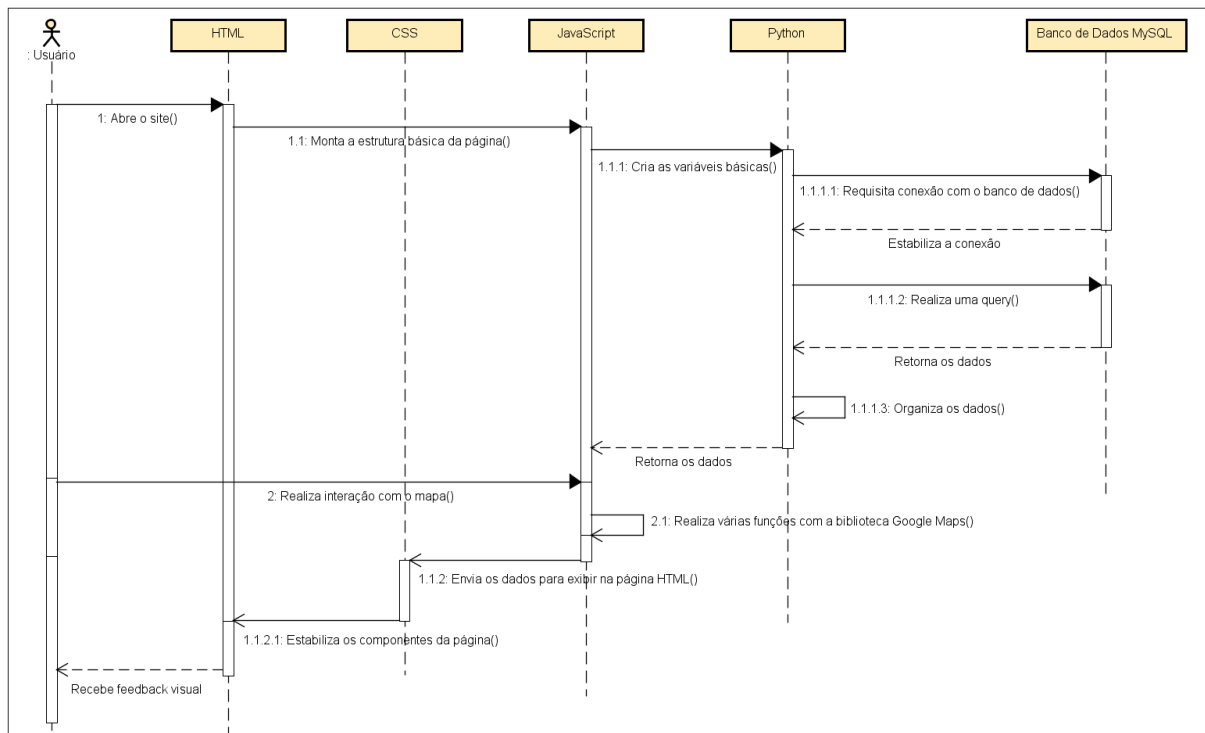 HTML
CSS
JavaScript
Python
Banco de Dados MySQL
: Usuário
1: Abre o site()
1.1: Monta a estrutura básica da página()
1.1.1: Cria as variáveis básicas()
1.1.1.1: Requisita conexão com o banco de dados()
Estabiliza a conexão
1.1.1.2: Realiza uma query()
Retorna os dados
1.1.1.3: Organiza os dados()
Retorna os dados
2: Realiza interação com o mapa()
2.1: Realiza várias funções com a biblioteca Google Maps()
1.1.2: Envia os dados para exibir na página HTML()
1.1.2.1: Estabiliza os componentes da página()
Recebe feedback visual